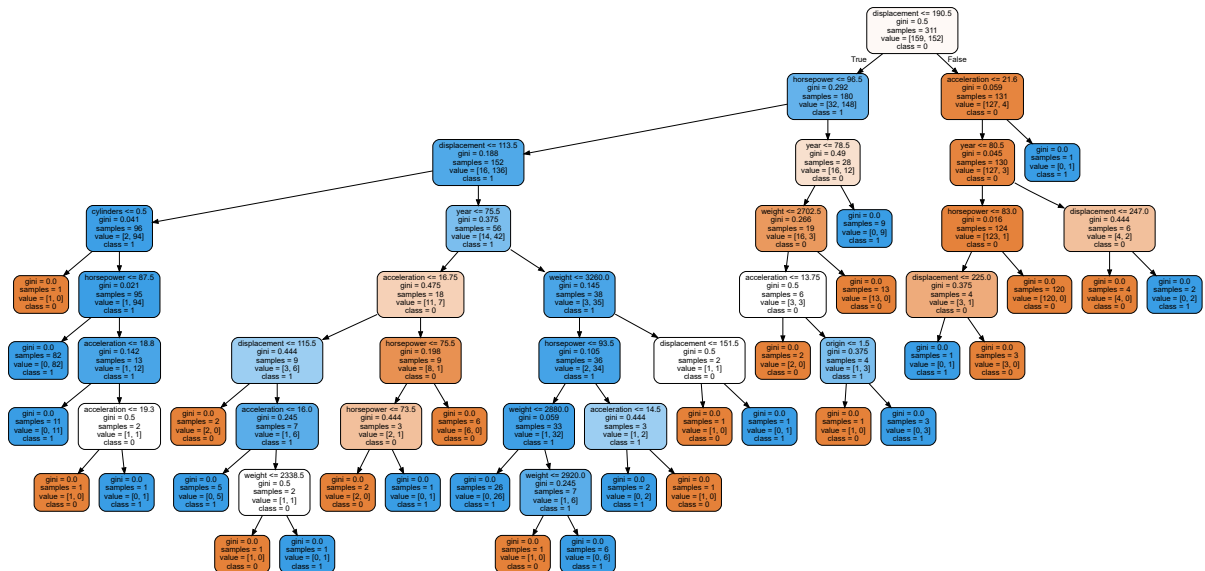 displacement <= 190.5
gini = 0.5
samples = 311
value = [159, 152]
class = 0
True
False
horsepower <= 96.5
gini = 0.292
samples = 180
value = [32, 148]
class = 1
acceleration <= 21.6
gini = 0.059
samples = 131
value = [127, 4]
class = 0
displacement <= 113.5
gini = 0.188
samples = 152
value = [16, 136]
class = 1
year <= 78.5
gini = 0.49
samples = 28
value = [16, 12]
class = 0
year <= 80.5
gini = 0.045
samples = 130
value = [127, 3]
class = 0
gini = 0.0
samples = 1
value = [0, 1]
class = 1
cylinders <= 0.5
gini = 0.041
samples = 96
value = [2, 94]
class = 1
year <= 75.5
gini = 0.375
samples = 56
value = [14, 42]
class = 1
weight <= 2702.5
gini = 0.266
samples = 19
value = [16, 3]
class = 0
gini = 0.0
samples = 9
value = [0, 9]
class = 1
horsepower <= 83.0
gini = 0.016
samples = 124
value = [123, 1]
class = 0
displacement <= 247.0
gini = 0.444
samples = 6
value = [4, 2]
class = 0
gini = 0.0
samples = 1
value = [1, 0]
class = 0
horsepower <= 87.5
gini = 0.021
samples = 95
value = [1, 94]
class = 1
acceleration <= 16.75
gini = 0.475
samples = 18
value = [11, 7]
class = 0
weight <= 3260.0
gini = 0.145
samples = 38
value = [3, 35]
class = 1
acceleration <= 13.75
gini = 0.5
samples = 6
value = [3, 3]
class = 0
gini = 0.0
samples = 13
value = [13, 0]
class = 0
displacement <= 225.0
gini = 0.375
samples = 4
value = [3, 1]
class = 0
gini = 0.0
samples = 120
value = [120, 0]
class = 0
gini = 0.0
samples = 4
value = [4, 0]
class = 0
gini = 0.0
samples = 2
value = [0, 2]
class = 1
gini = 0.0
samples = 82
value = [0, 82]
class = 1
acceleration <= 18.8
gini = 0.142
samples = 13
value = [1, 12]
class = 1
displacement <= 115.5
gini = 0.444
samples = 9
value = [3, 6]
class = 1
horsepower <= 75.5
gini = 0.198
samples = 9
value = [8, 1]
class = 0
horsepower <= 93.5
gini = 0.105
samples = 36
value = [2, 34]
class = 1
displacement <= 151.5
gini = 0.5
samples = 2
value = [1, 1]
class = 0
gini = 0.0
samples = 2
value = [2, 0]
class = 0
origin <= 1.5
gini = 0.375
samples = 4
value = [1, 3]
class = 1
gini = 0.0
samples = 1
value = [0, 1]
class = 1
gini = 0.0
samples = 3
value = [3, 0]
class = 0
gini = 0.0
samples = 11
value = [0, 11]
class = 1
acceleration <= 19.3
gini = 0.5
samples = 2
value = [1, 1]
class = 0
gini = 0.0
samples = 2
value = [2, 0]
class = 0
acceleration <= 16.0
gini = 0.245
samples = 7
value = [1, 6]
class = 1
horsepower <= 73.5
gini = 0.444
samples = 3
value = [2, 1]
class = 0
gini = 0.0
samples = 6
value = [6, 0]
class = 0
weight <= 2880.0
gini = 0.059
samples = 33
value = [1, 32]
class = 1
acceleration <= 14.5
gini = 0.444
samples = 3
value = [1, 2]
class = 1
gini = 0.0
samples = 1
value = [1, 0]
class = 0
gini = 0.0
samples = 1
value = [0, 1]
class = 1
gini = 0.0
samples = 1
value = [1, 0]
class = 0
gini = 0.0
samples = 3
value = [0, 3]
class = 1
gini = 0.0
samples = 1
value = [1, 0]
class = 0
gini = 0.0
samples = 1
value = [0, 1]
class = 1
gini = 0.0
samples = 5
value = [0, 5]
class = 1
weight <= 2338.5
gini = 0.5
samples = 2
value = [1, 1]
class = 0
gini = 0.0
samples = 2
value = [2, 0]
class = 0
gini = 0.0
samples = 1
value = [0, 1]
class = 1
gini = 0.0
samples = 26
value = [0, 26]
class = 1
weight <= 2920.0
gini = 0.245
samples = 7
value = [1, 6]
class = 1
gini = 0.0
samples = 2
value = [0, 2]
class = 1
gini = 0.0
samples = 1
value = [1, 0]
class = 0
gini = 0.0
samples = 1
value = [1, 0]
class = 0
gini = 0.0
samples = 1
value = [0, 1]
class = 1
gini = 0.0
samples = 1
value = [1, 0]
class = 0
gini = 0.0
samples = 6
value = [0, 6]
class = 1